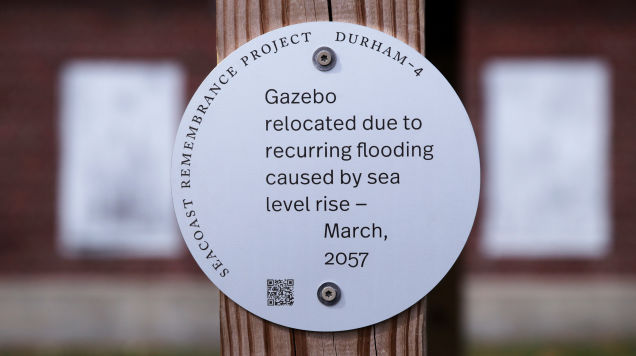 SEACOAST REMEMBRANCE PROJECT DURHAM–4
Gazebo
relocated due to
recurring flooding
caused by sea
level rise –
March,
2057